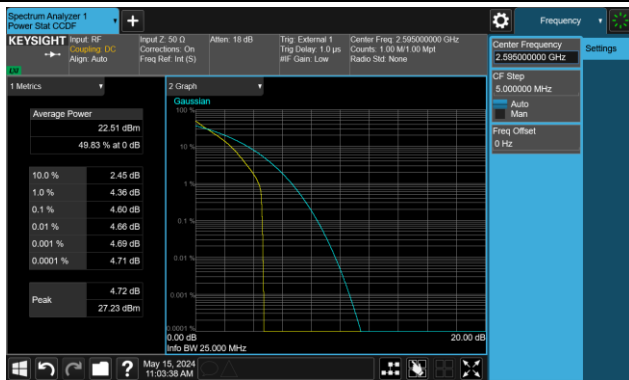 Spectrum Analyzer 1
Power Stat CCDF
Frequency
KEYSIGHT
Input: RF
Coupling: DC
Align: Auto
Input Z: 50 Ω
Corrections: On
Freq Ref: Int (S)
Atten: 18 dB
Trig: External 1
Trig Delay: 1.0 µs
#IF Gain: Low
Center Freq: 2.595000000 GHz
Counts: 1.00 M/1.00 Mpt
Radio Std: None
LXI
Center Frequency
2.595000000 GHz
Settings
CF Step
5.000000 MHz
Auto
Man
Freq Offset
0 Hz
1 Metrics
Average Power
22.51 dBm
49.83 % at 0 dB
10.0 % 2.45 dB
1.0 % 4.36 dB
0.1 % 4.60 dB
0.01 % 4.66 dB
0.001 % 4.69 dB
0.0001 % 4.71 dB
Peak
4.72 dB
27.23 dBm
2 Graph
Gaussian
100 %
10 %
1 %
0.1 %
0.01 %
0.001 %
0.0001 %
0.00 dB
20.00 dB
Info BW 25.000 MHz
?
May 15, 2024
11:03:38 AM